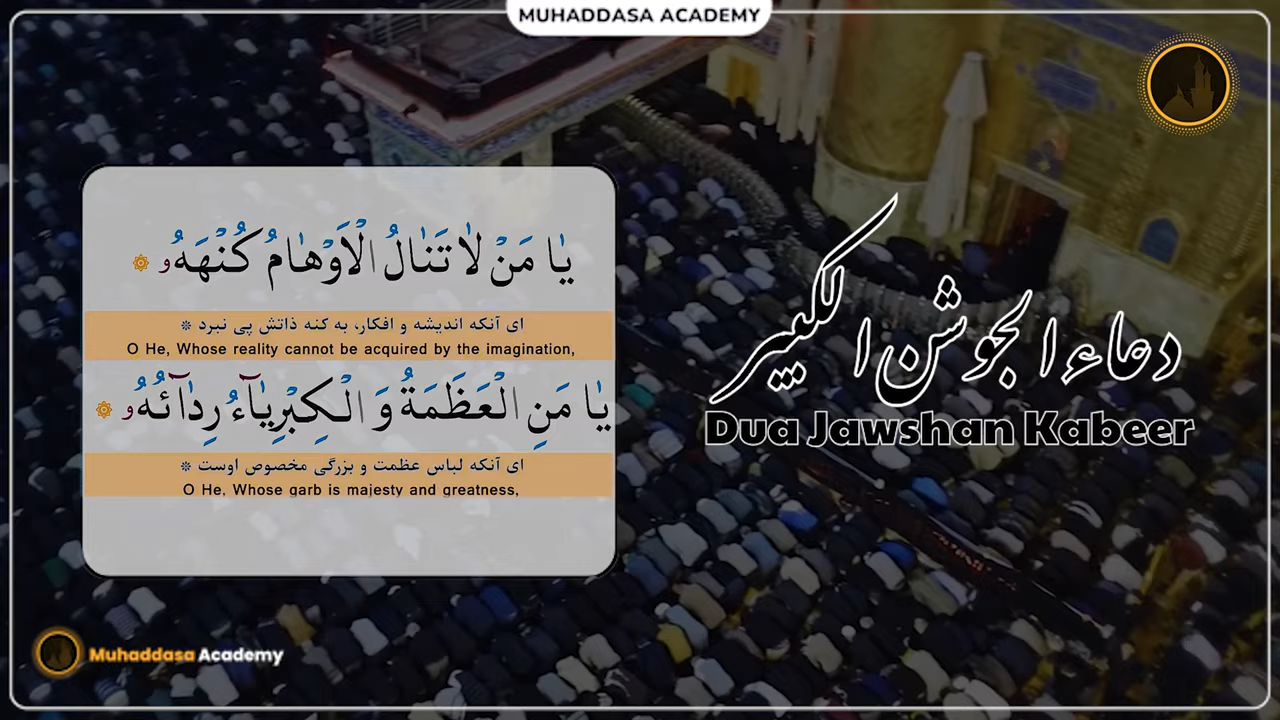 MUHADDASA ACADEMY
يٰا مَنْ لٰا تَنٰالُ الْاَوْهٰامُ كُنْهَهُو ۞
ای آنکه اندیشه و افکار، به کنه ذاتش پی نبرد *
O He, Whose reality cannot be acquired by the imagination,
يٰا مَنِ الْعَظَمَةُ وَ الْكِبْرِيٰآءُ رِدٰآئُهُو ۞
ای آنکه لباس عظمت و بزرگی مخصوص اوست *
O He, Whose garb is majesty and greatness,
دعاء الجوشن الكبير
Dua Jawshan Kabeer
Muhaddasa Academy